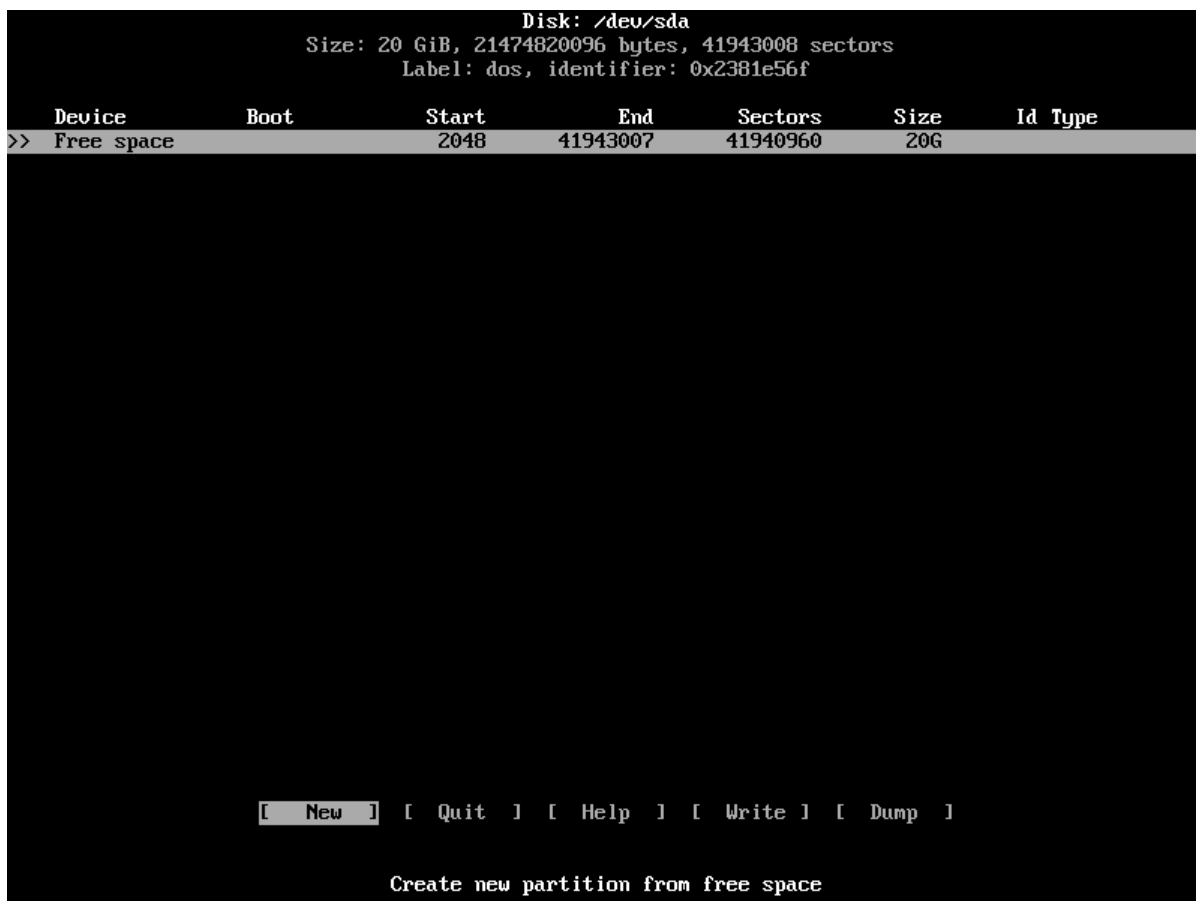 Disk: /dev/sda
Size: 20 GiB, 21474820096 bytes, 41943008 sectors
Label: dos, identifier: 0x2381e56f
Device Boot Start End Sectors Size Id Type
>> Free space 2048 41943007 41940960 20G
[ New ] [ Quit ] [ Help ] [ Write ] [ Dump ]
Create new partition from free space